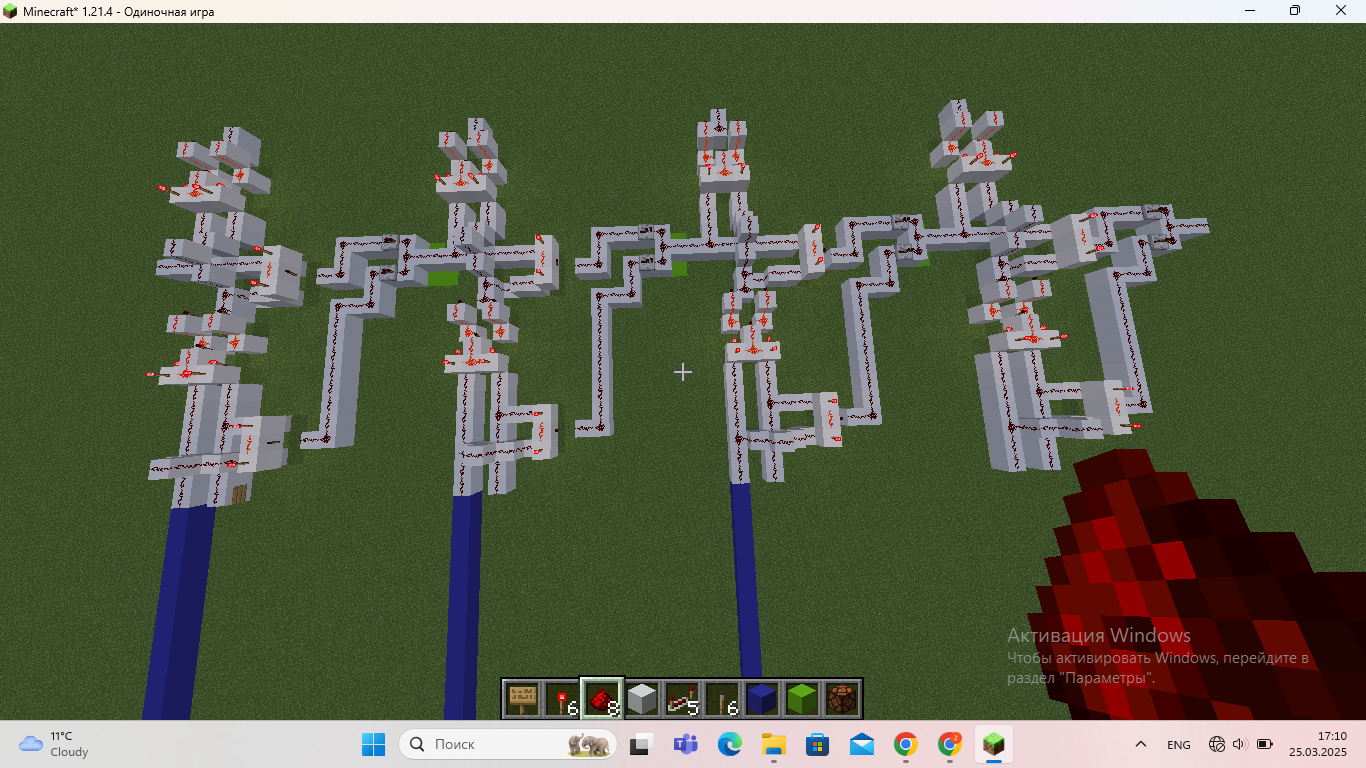 Minecraft* 1.21.4 - Одиночная игра
6
8
5
6
Активация Windows
Чтобы активировать Windows, перейдите в
раздел "Параметры".
11°C
Cloudy
Поиск
2
ENG
17:10
25.03.2025